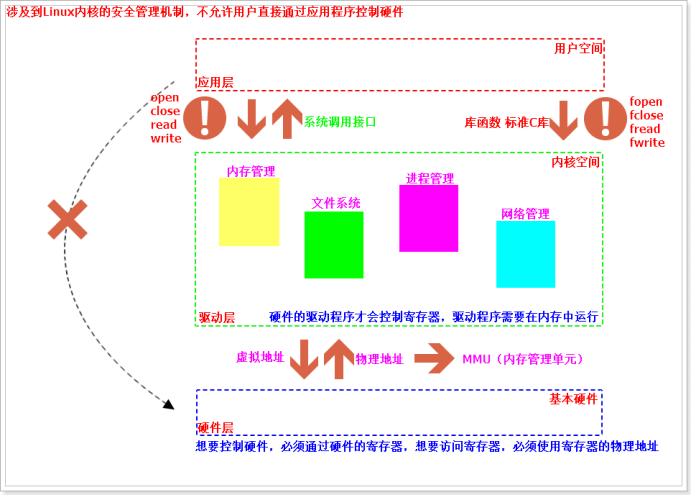 涉及到Linux内核的安全管理机制，不允许用户直接通过应用程序控制硬件
用户空间
应用层
open
close
read
write
系统调用接口
库函数 标准C库
fopen
fclose
fread
fwrite
内核空间
内存管理
文件系统
进程管理
网络管理
驱动层
硬件的驱动程序才会控制寄存器，驱动程序需要在内存中运行
虚拟地址
物理地址
MMU（内存管理单元）
基本硬件
硬件层
想要控制硬件，必须通过硬件的寄存器，想要访问寄存器，必须使用寄存器的物理地址